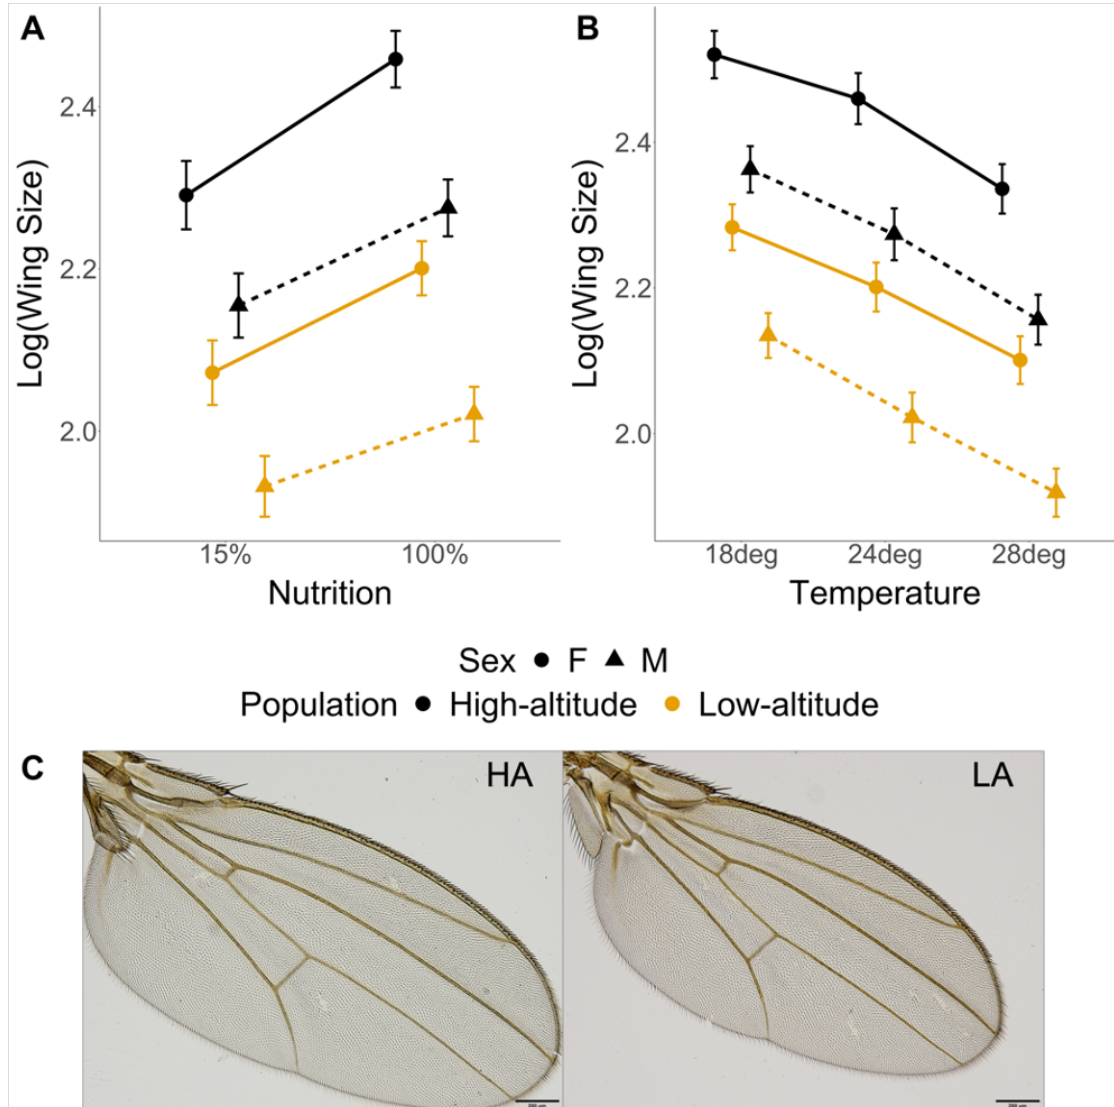 A
B
Log(Wing Size)
2.4
2.2
2.0
15% 100%
Nutrition
Log(Wing Size)
2.4
2.2
2.0
18deg 24deg 28deg
Temperature
Sex F M
Population High-altitude Low-altitude
C
HA
LA